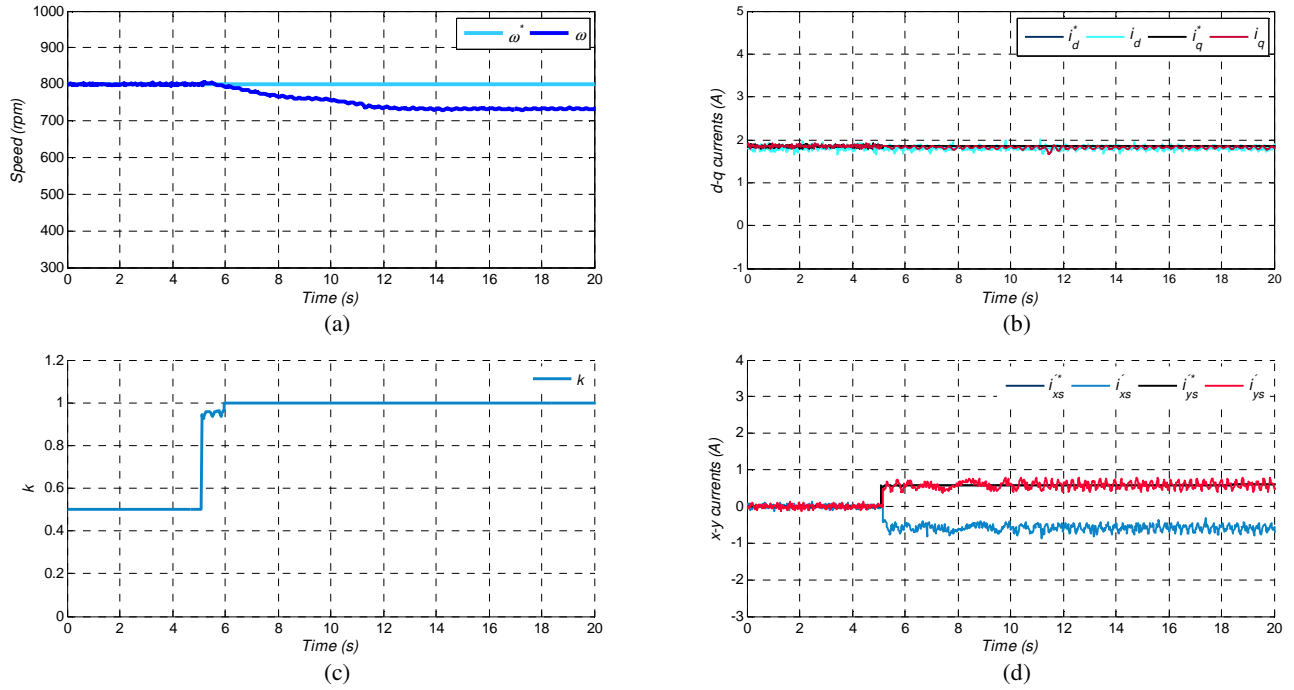 1000
900
800
700
600
500
400
300
Speed (rpm)
0 2 4 6 8 10 12 14 16 18 20
Time (s)
ω* ω
(a)
5
4
3
2
1
0
-1
d-q currents (A)
0 2 4 6 8 10 12 14 16 18 20
Time (s)
i*d id i*q iq
(b)
1.2
1
0.8
0.6
0.4
0.2
0
k
0 2 4 6 8 10 12 14 16 18 20
Time (s)
k
(c)
4
3
2
1
0
-1
-2
-3
x-y currents (A)
0 2 4 6 8 10 12 14 16 18 20
Time (s)
i´*xs i´xs i´*ys i´ys
(d)